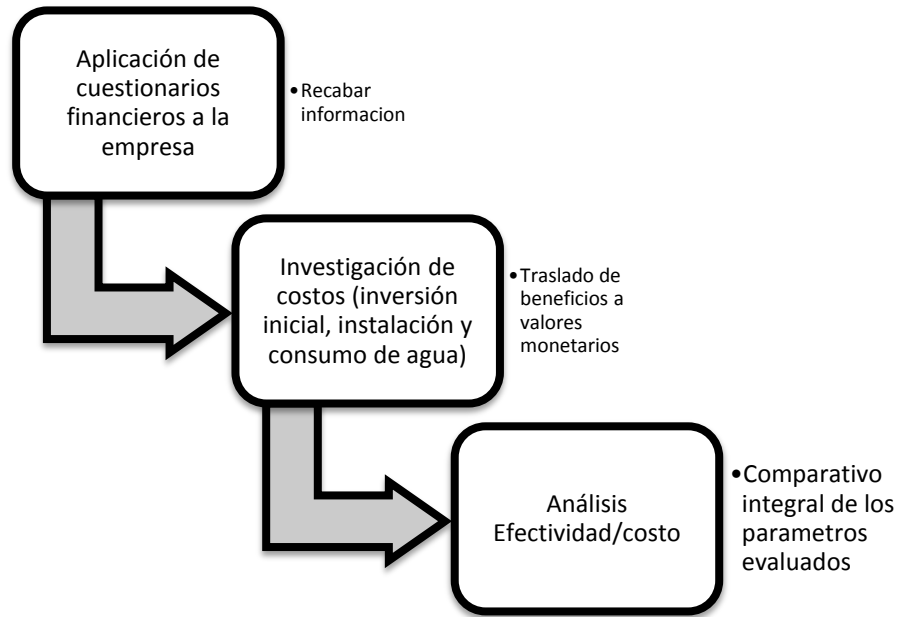 Aplicación de
cuestionarios
financieros a la
empresa
•Recabar
informacion
Investigación de
costos (inversión
inicial, instalación y
consumo de agua)
•Traslado de
beneficios a
valores
monetarios
Análisis
Efectividad/costo
•Comparativo
integral de los
parametros
evaluados